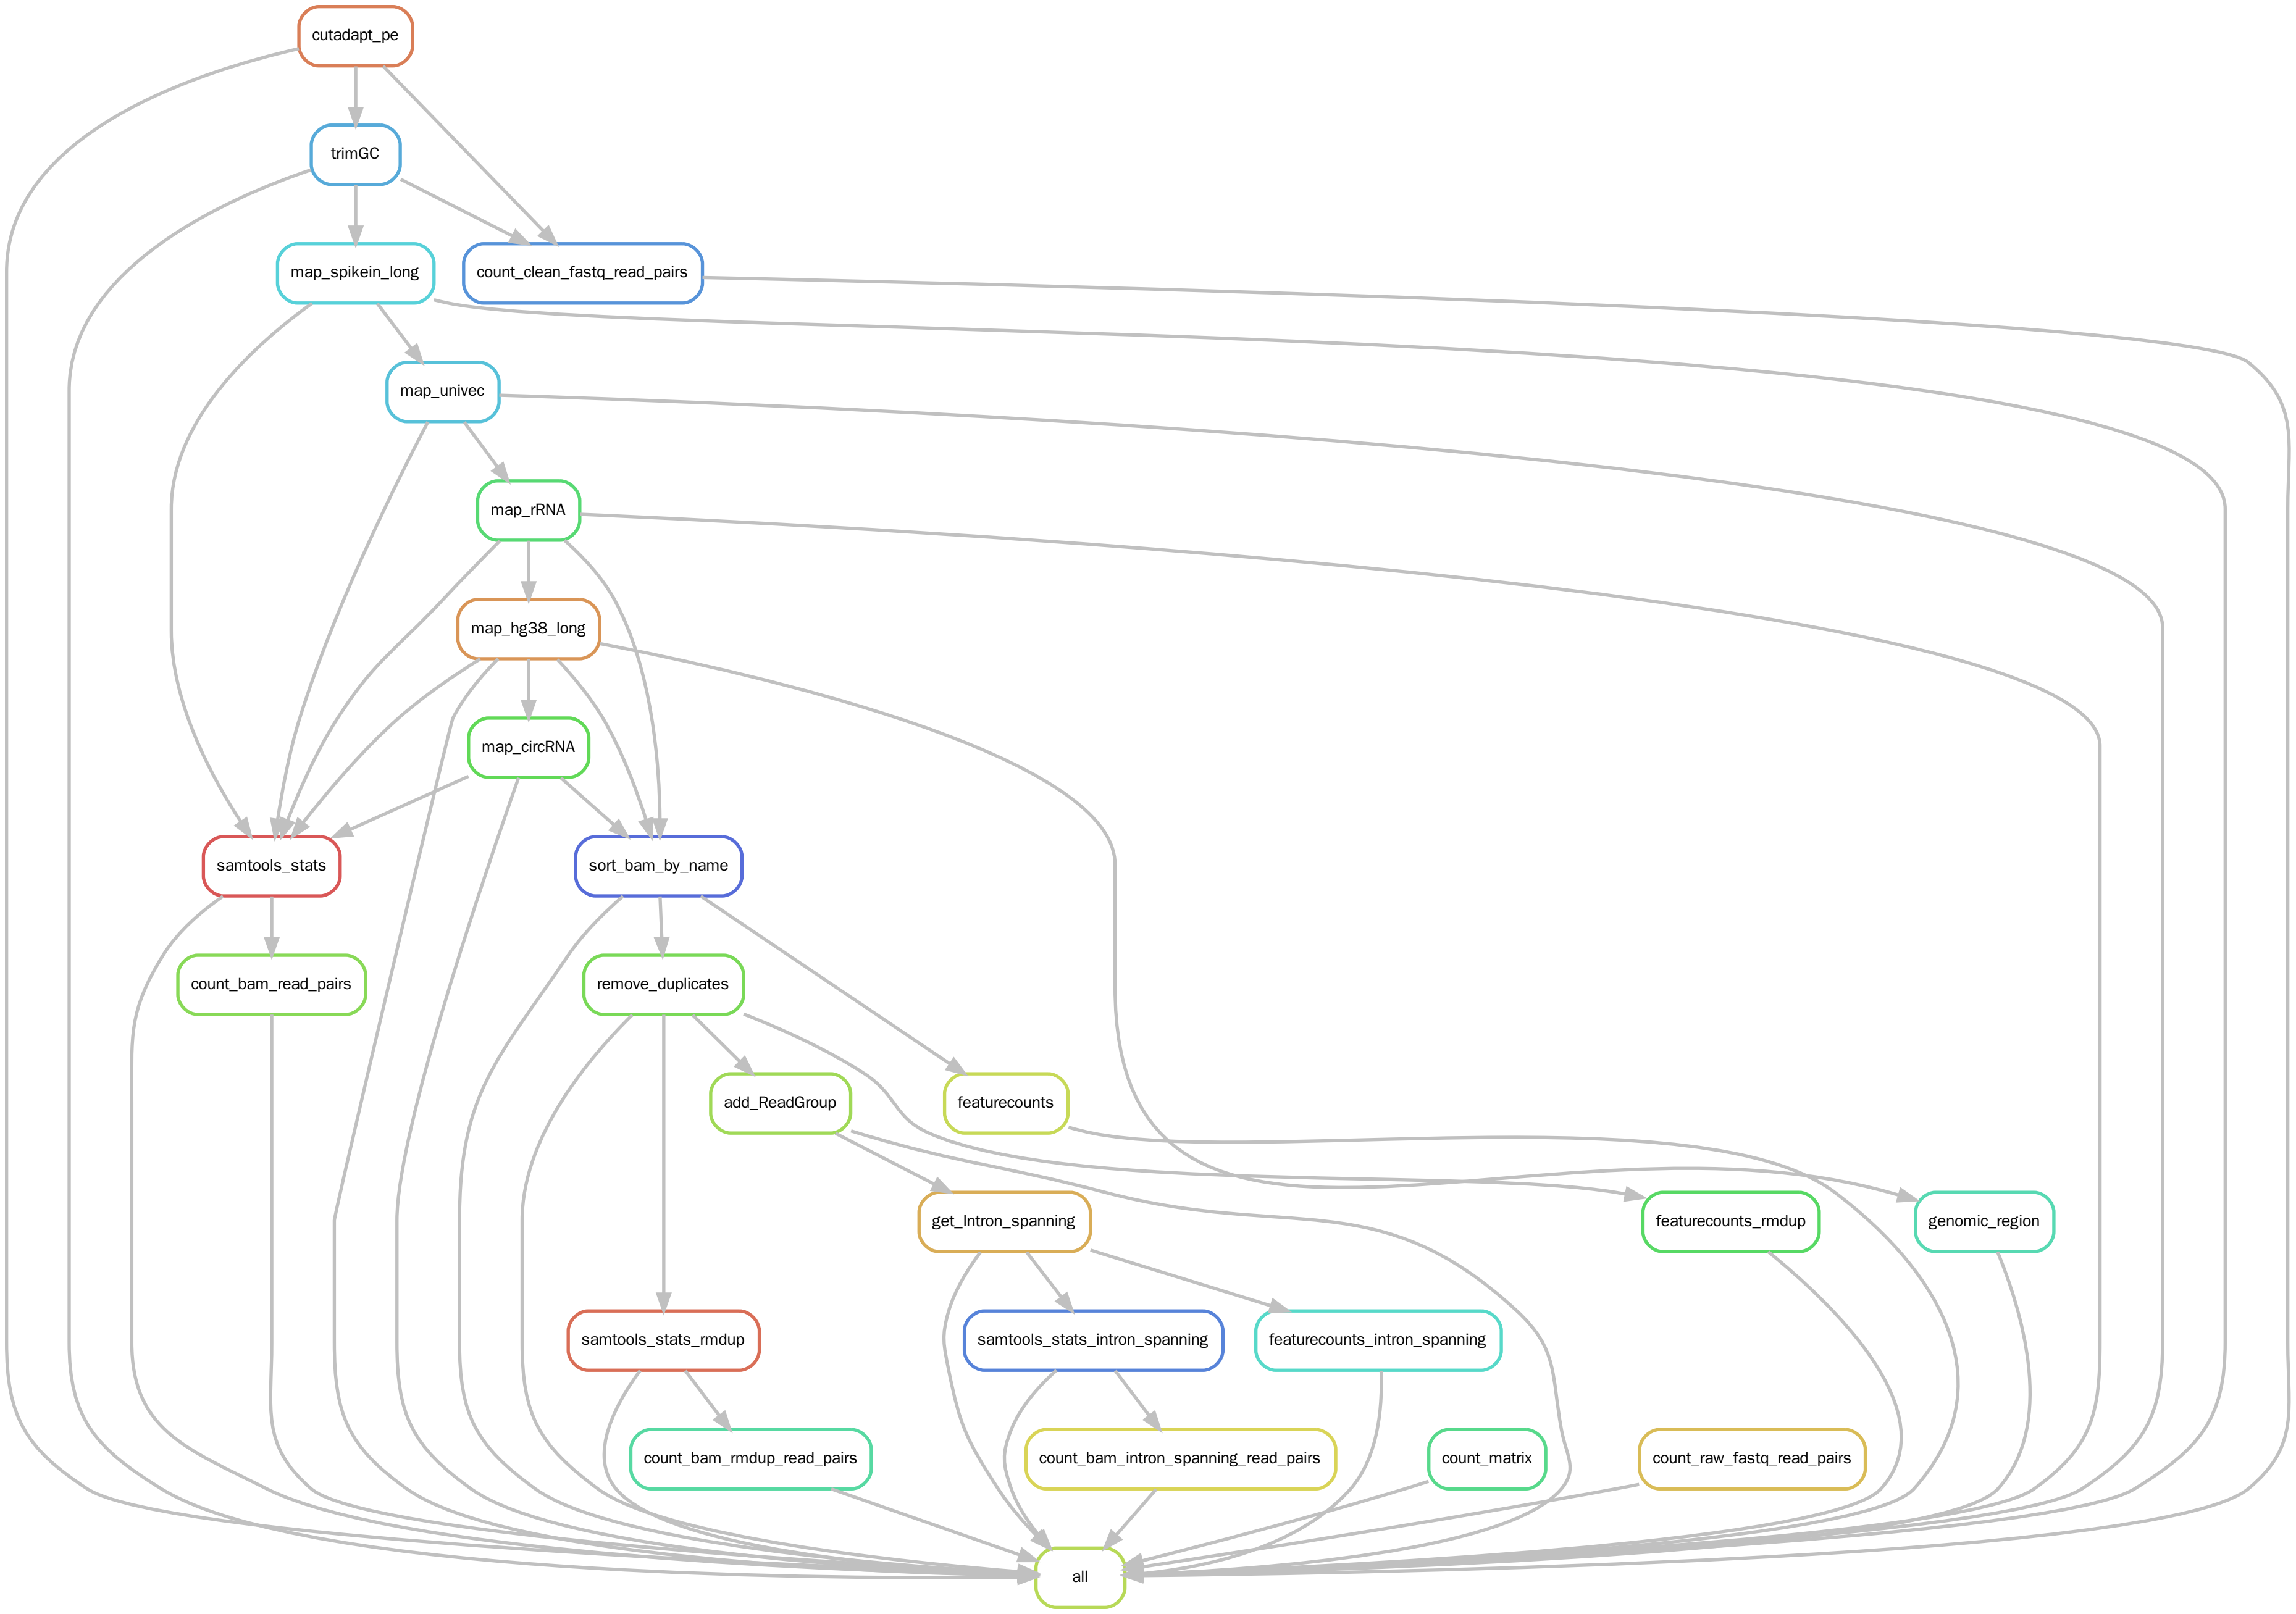 cutadapt_pe
trimGC
map_spikein_long
count_clean_fastq_read_pairs
map_univec
map_rRNA
map_hg38_long
map_circRNA
samtools_stats
sort_bam_by_name
count_bam_read_pairs
remove_duplicates
add_ReadGroup
featurecounts
get_Intron_spanning
featurecounts_rmdup
genomic_region
samtools_stats_rmdup
samtools_stats_intron_spanning
featurecounts_intron_spanning
count_bam_rmdup_read_pairs
count_bam_intron_spanning_read_pairs
count_matrix
count_raw_fastq_read_pairs
all